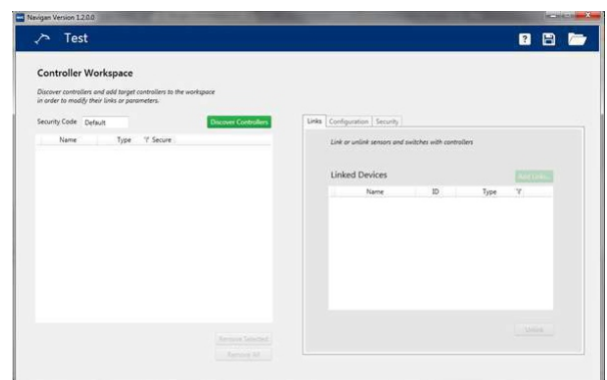 Navigan Version 1.2.0.0
Test
?
Controller Workspace
Discover controllers and add target controllers to the workspace
in order to modify their links or parameters.
Security Code Default Discover Controllers
Name Type Secure
Remove Selected
Remove All
Links Configuration Security
Link or unlink sensors and switches with controllers
Linked Devices Add Links...
Name ID Type
Unlink